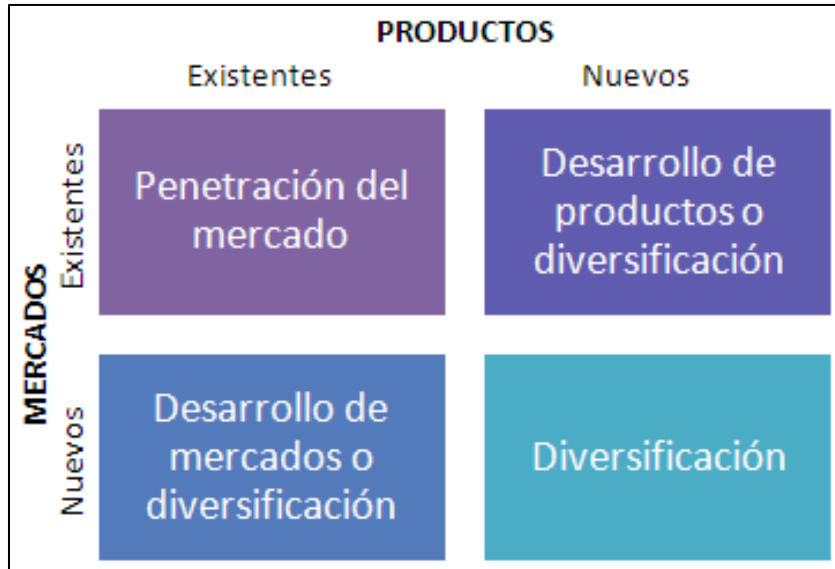 PRODUCTOS
Existentes
Nuevos
MERCADOS
Existentes
Penetración del
mercado
Desarrollo de
productos o
diversificación
Nuevos
Desarrollo de
mercados o
diversificación
Diversificación